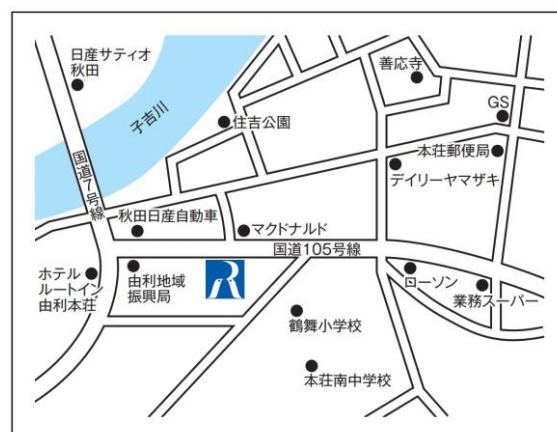 日産サティオ
秋田
善応寺
GS
子吉川
住吉公園
本荘郵便局
デイリーヤマザキ
国道7号線
秋田日産自動車
マクドナルド
国道105号線
ホテル
ルートイン
由利本荘
由利地域
振興局
R
ローソン
業務スーパー
鶴舞小学校
本荘南中学校